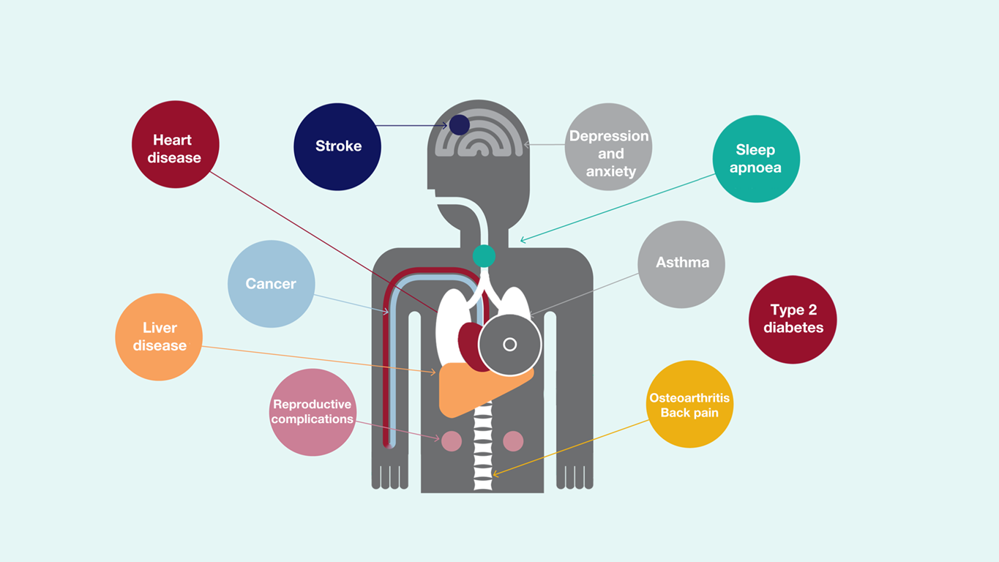 Heart
disease
Stroke
Depression
and
anxiety
Sleep
apnoea
Cancer
Asthma
Liver
disease
Type 2
diabetes
Reproductive
complications
Osteoarthritis
Back pain